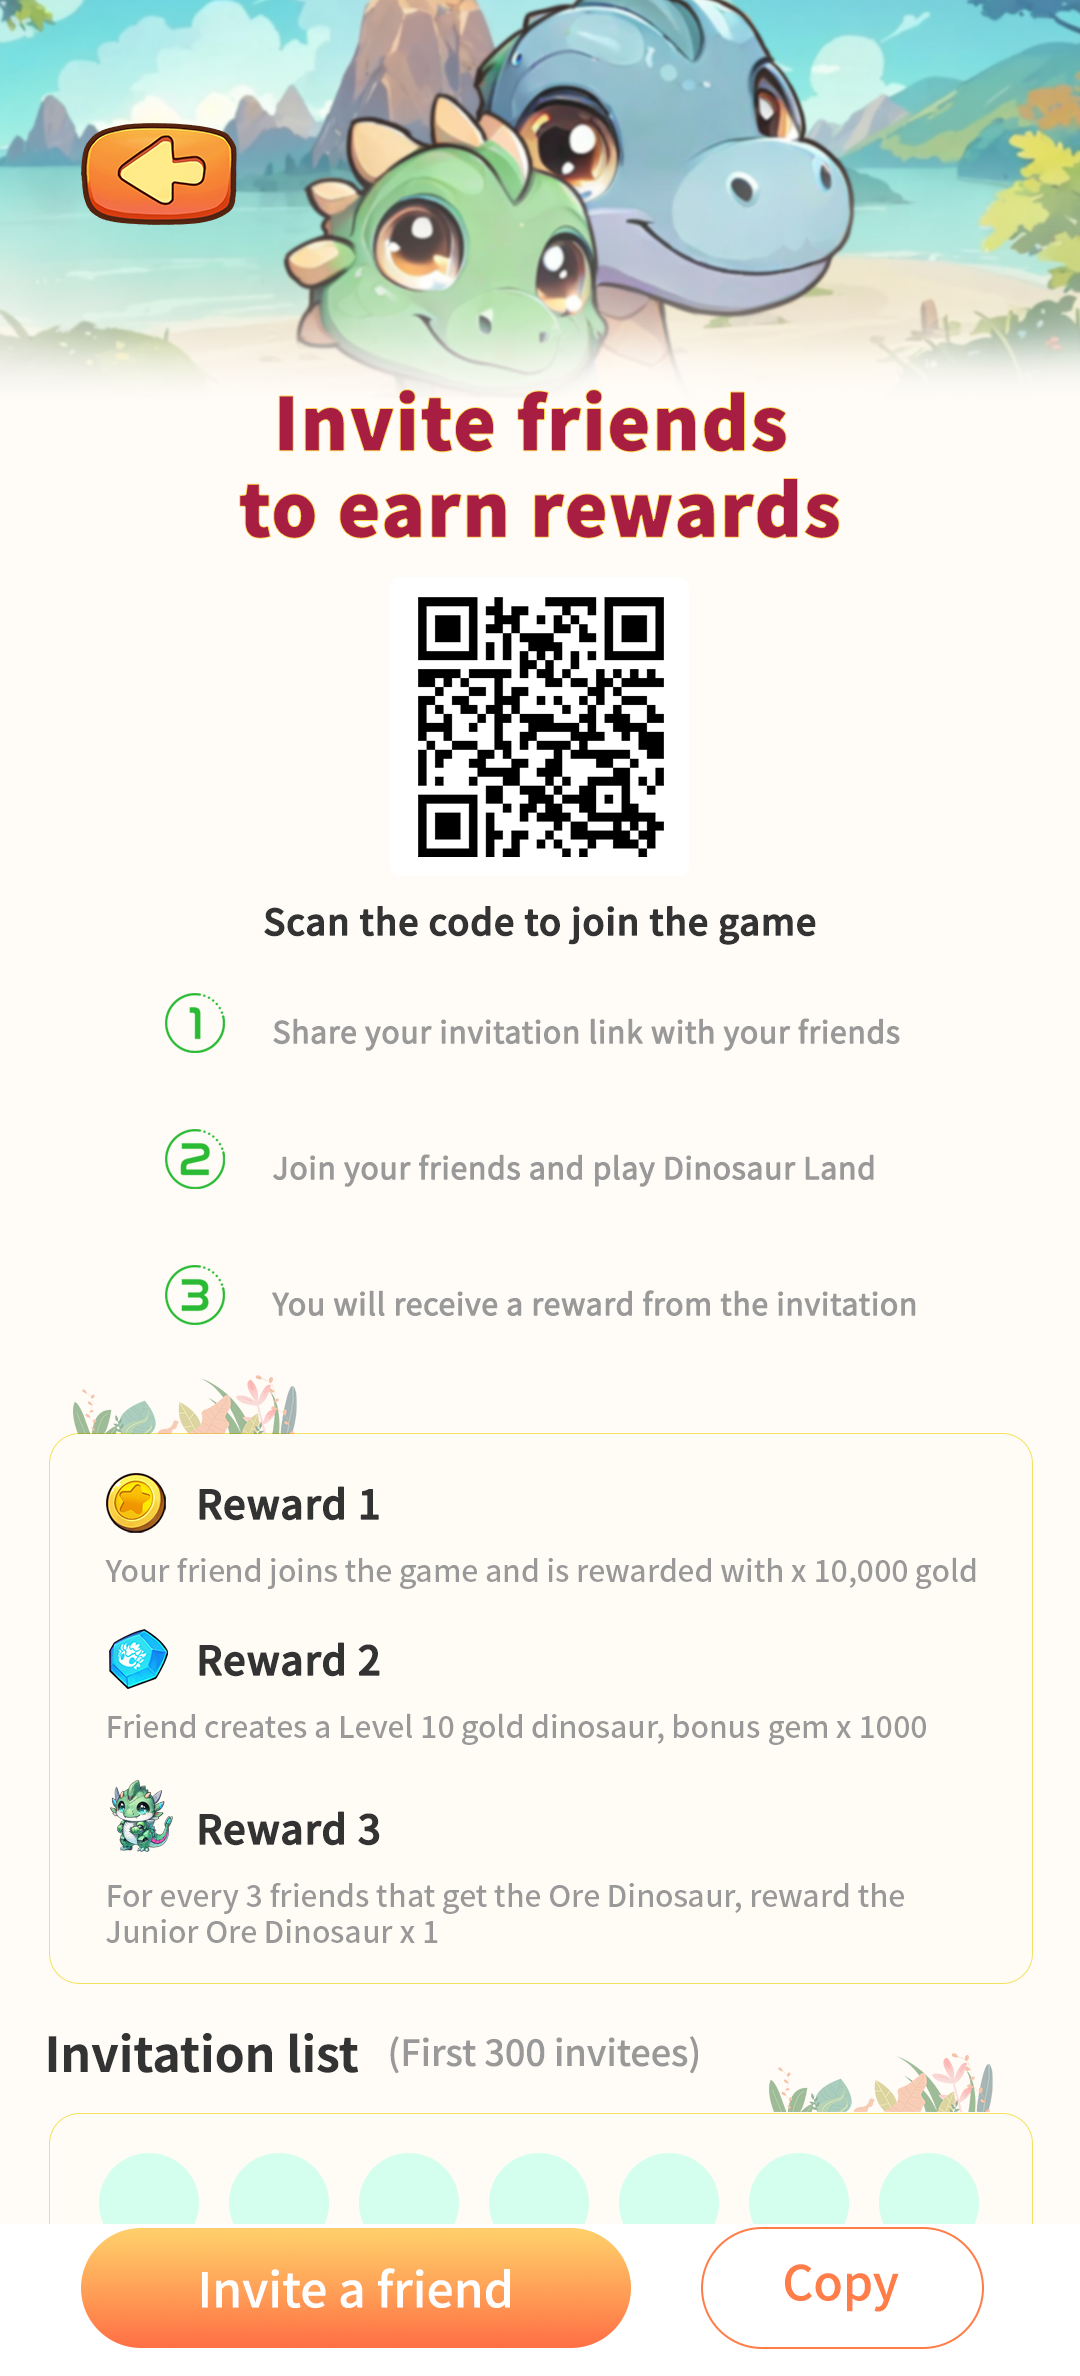 Invite friends
to earn rewards
Scan the code to join the game
1 Share your invitation link with your friends
2 Join your friends and play Dinosaur Land
3 You will receive a reward from the invitation
Reward 1
Your friend joins the game and is rewarded with x 10,000 gold
Reward 2
Friend creates a Level 10 gold dinosaur, bonus gem x 1000
Reward 3
For every 3 friends that get the Ore Dinosaur, reward the
Junior Ore Dinosaur x 1
Invitation list (First 300 invitees)
Invite a friend Copy